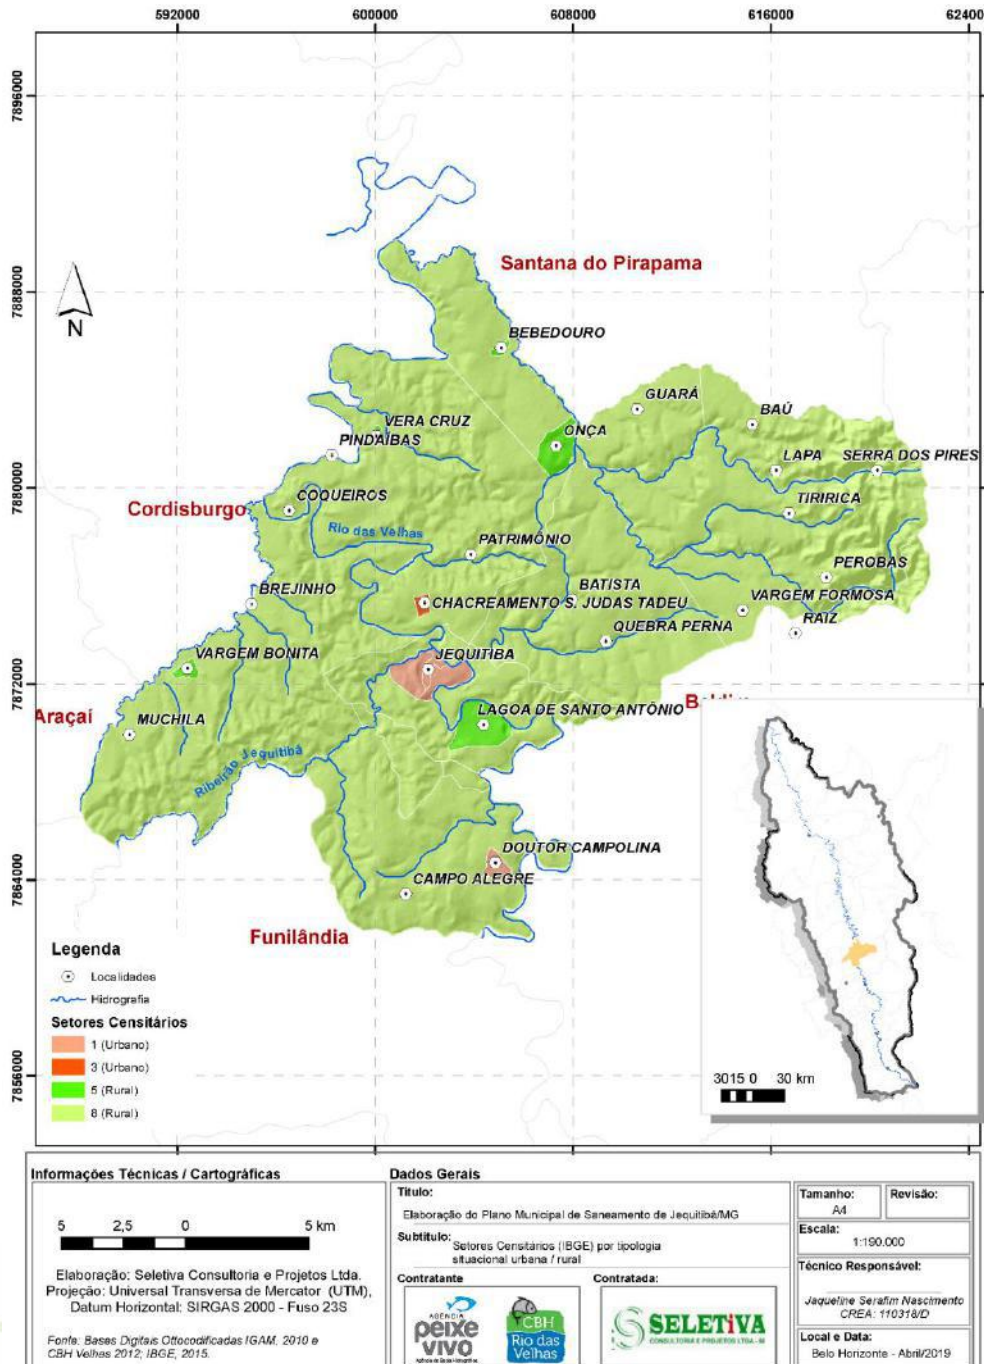 592000
600000
608000
616000
62400
7896000
7888000
7880000
7872000
7864000
7856000
N
Santana do Pirapama
BEBEDOURO
GUARÁ
BAÚ
VERA CRUZ
ONÇA
PINDAÍBAS
LAPA
SERRA DOS PIRES
COQUEIROS
TIRIRICA
Cordisburgo
Rio das Velhas
PATRIMÔNIO
PEROBAS
BREJINHO
BATISTA
CHACREAMENTO S. JUDAS TADEU
VARGEM FORMOSA
QUEBRA PERNA
RAIZ
VARGEM BONITA
JEQUITIBA
LAGOA DE SANTO ANTÔNIO
Araçaí
MUCHILA
Ribeirão Jequitibá
DOUTOR CAMPOLINA
CAMPO ALEGRE
Funilândia
Legenda
Localidades
Hidrografia
Setores Censitários
1 (Urbano)
3 (Urbano)
5 (Rural)
8 (Rural)
3015 0 30 km
Informações Técnicas / Cartográficas
5 2,5 0 5 km
Elaboração: Seletiva Consultoria e Projetos Ltda.
Projeção: Universal Transversa de Mercator (UTM),
Datum Horizontal: SIRGAS 2000 - Fuso 23S
Fonte: Bases Digitais Ottocodificadas IGAM, 2010 e
CBH Velhas 2012; IBGE, 2015.
Dados Gerais
Título:
Elaboração do Plano Municipal de Saneamento de Jequitibá/MG
Subtítulo:
Setores Censitários (IBGE) por tipologia
situacional urbana / rural
Contratante
AGÊNCIA
peixe
vivo
CBH
Rio das
Velhas
Contratada:
SELETiVA
CONSULTORIA E PROJETOS LTDA - ME
Tamanho:
A4
Revisão:
Escala:
1:190.000
Técnico Responsável:
Jaqueline Serafim Nascimento
CREA: 110318/D
Local e Data:
Belo Horizonte - Abril/2019